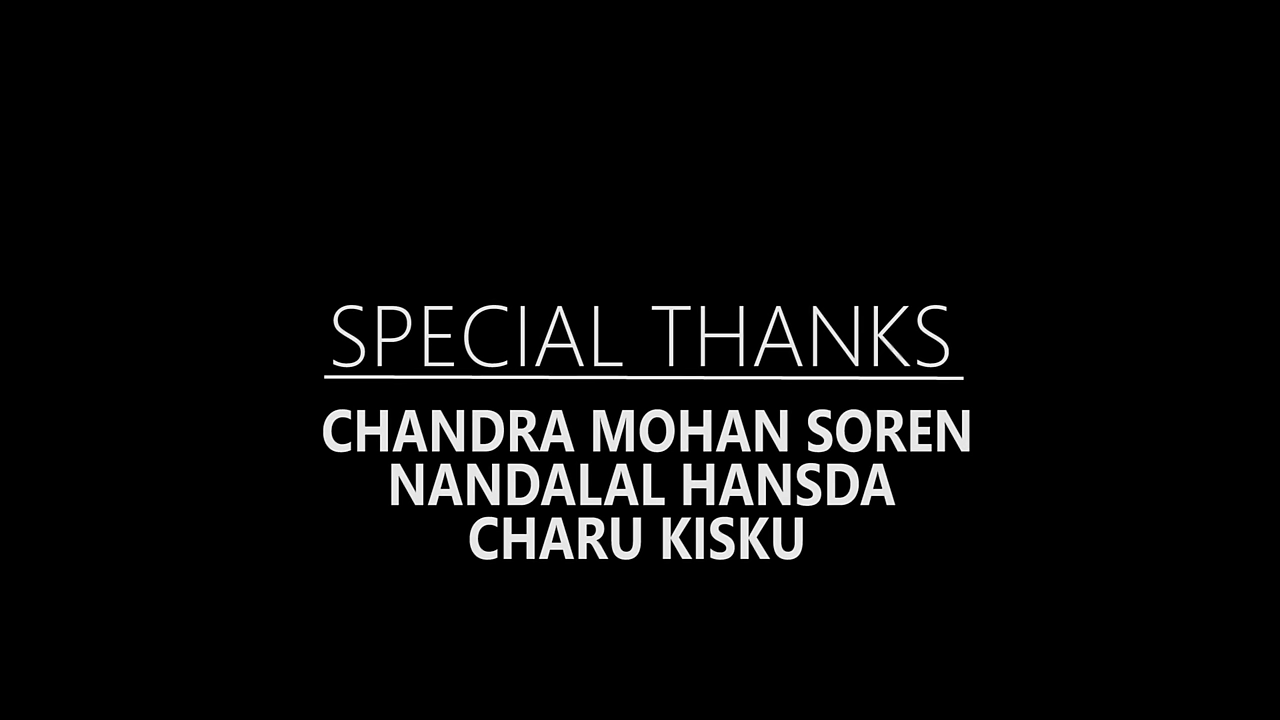 SPECIAL THANKS
CHANDRA MOHAN SOREN
NANDALAL HANSDA
CHARU KISKU